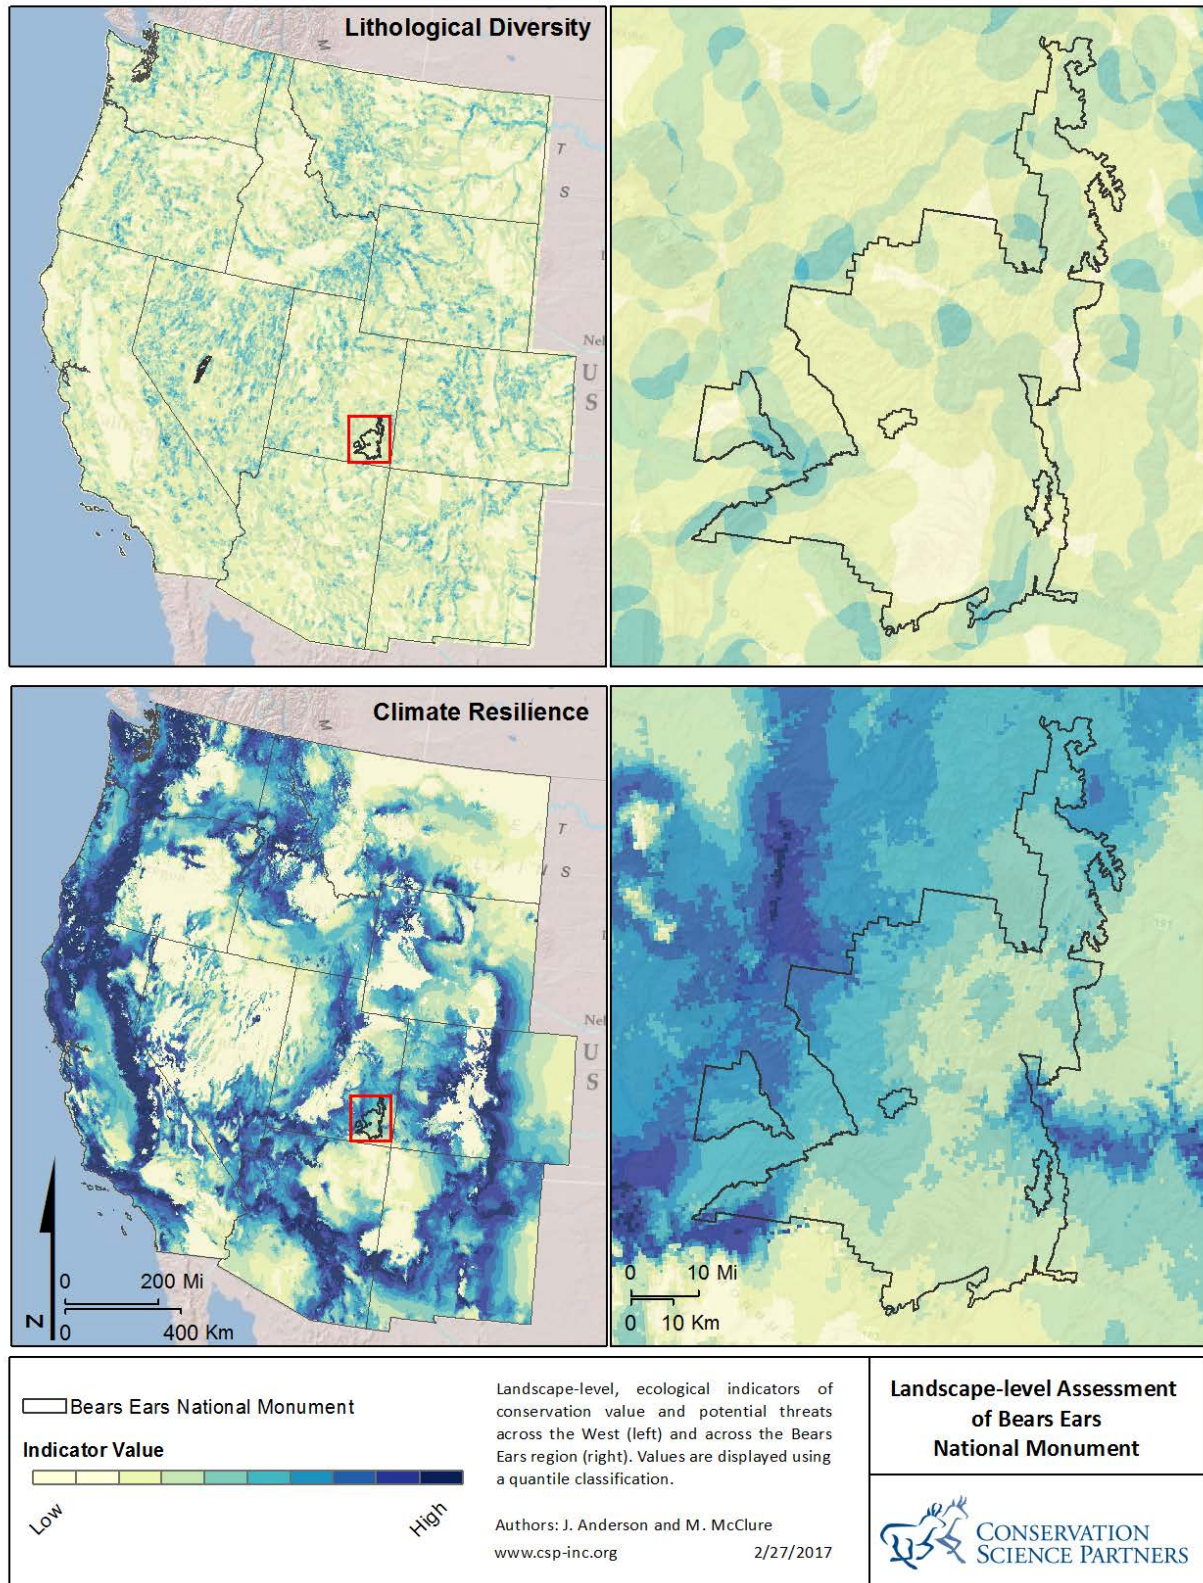 Lithological Diversity
M
T
S
Nel
U
S
Climate Resilience
M
T
S
Nel
U
S
0 200 Mi
0 400 Km
N
0 10 Mi
0 10 Km
Bears Ears National Monument
Indicator Value
Low
High
Landscape-level, ecological indicators of
conservation value and potential threats
across the West (left) and across the Bears
Ears region (right). Values are displayed using
a quantile classification.
Authors: J. Anderson and M. McClure
www.csp-inc.org 2/27/2017
Landscape-level Assessment
of Bears Ears
National Monument
CONSERVATION
SCIENCE PARTNERS